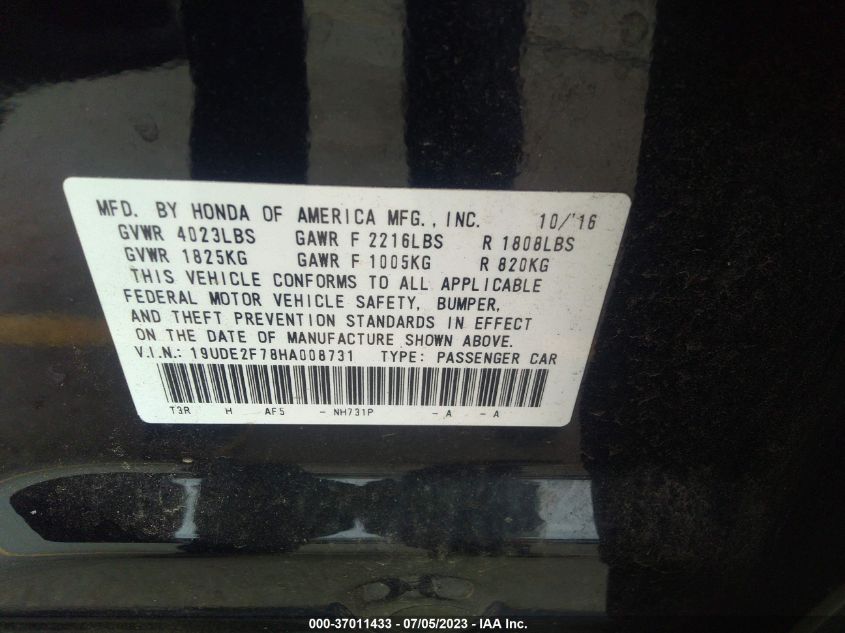 MFD. BY HONDA OF AMERICA MFG., INC. 10/'16
GVWR 4023LBS GAWR F 2216LBS R 1808LBS
GVWR 1825KG GAWR F 1005KG R 820KG
THIS VEHICLE CONFORMS TO ALL APPLICABLE
FEDERAL MOTOR VEHICLE SAFETY, BUMPER,
AND THEFT PREVENTION STANDARDS IN EFFECT
ON THE DATE OF MANUFACTURE SHOWN ABOVE.
V.I.N.: 19UDE2F78HA008731 TYPE: PASSENGER CAR
T3R H AF5 - NH731P - A - A
000-37011433 / 07/05/2023 - IAA Inc.